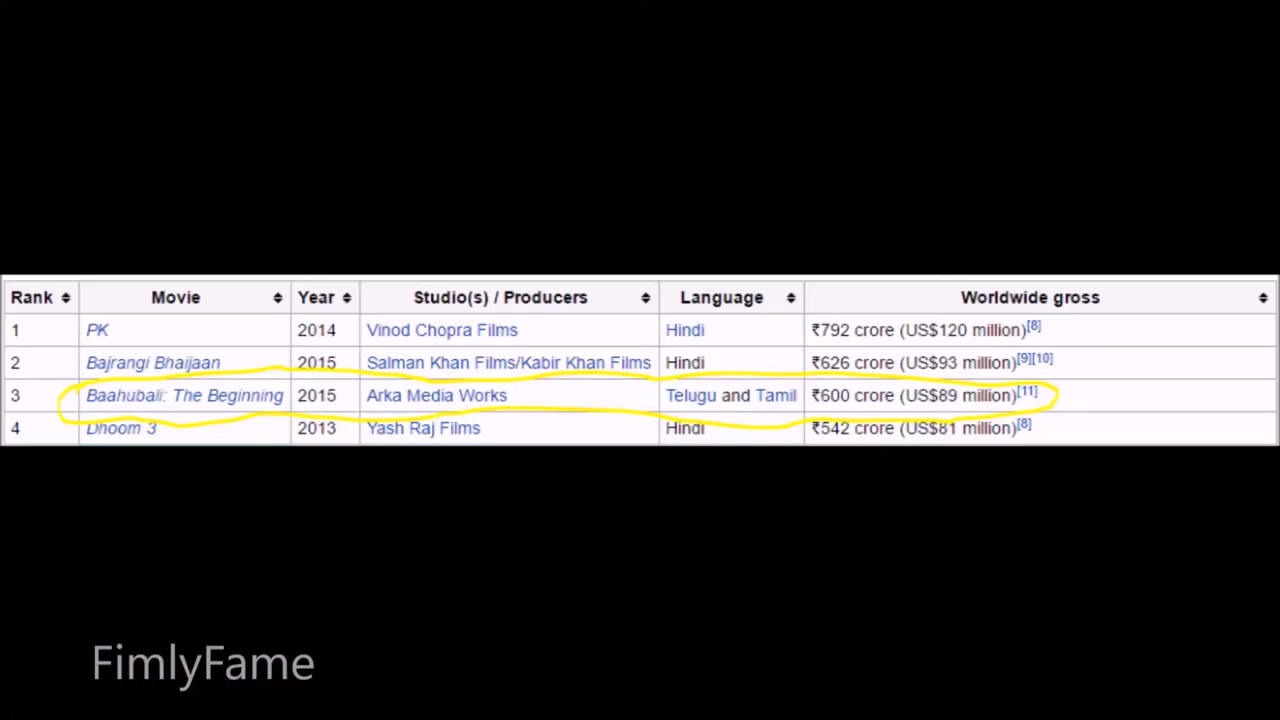 Rank Movie Year Studio(s) / Producers Language Worldwide gross
1 PK 2014 Vinod Chopra Films Hindi ₹792 crore (US$120 million)[8]
2 Bajrangi Bhaijaan 2015 Salman Khan Films/Kabir Khan Films Hindi ₹626 crore (US$93 million)[9][10]
3 Baahubali: The Beginning 2015 Arka Media Works Telugu and Tamil ₹600 crore (US$89 million)[11]
4 Dhoom 3 2013 Yash Raj Films Hindi ₹542 crore (US$81 million)[8]
FimlyFame